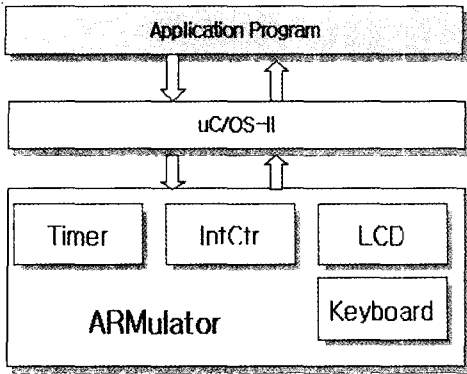 Application Program
uC/OS-II
Timer
IntCtr
LCD
Keyboard
ARMulator